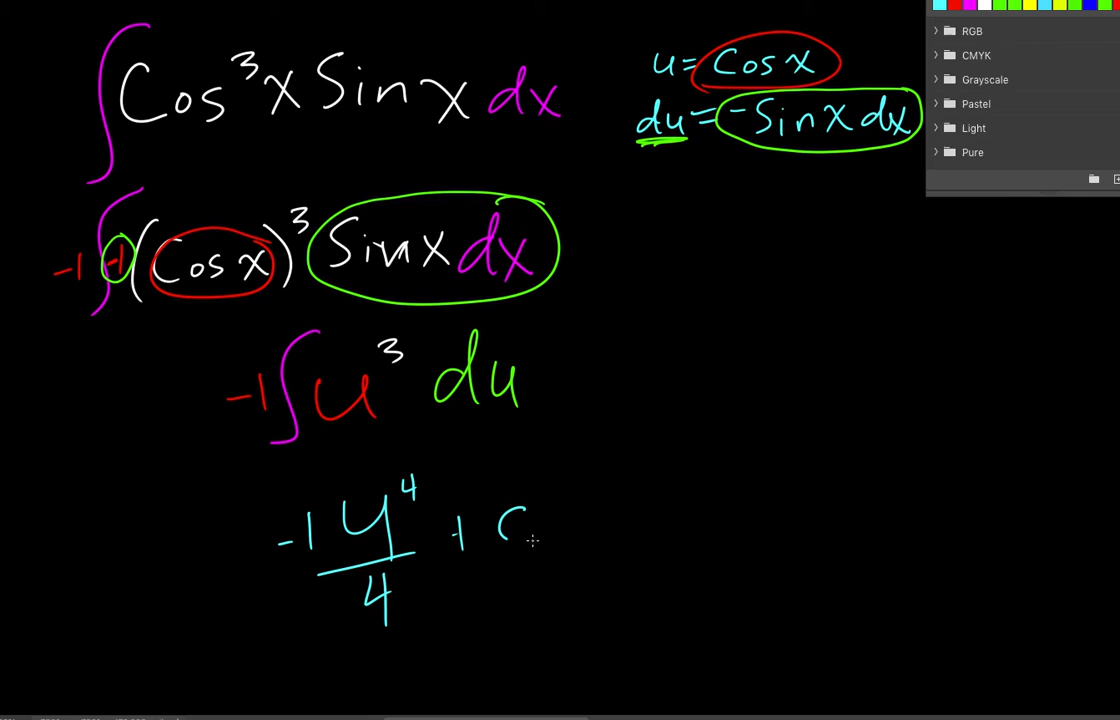 ∫ Cos³x Sin x dx
u = Cos x
du = -Sin x dx
-1 ∫ -1 (Cos x)³ Sin x dx
-1 ∫ u³ du
-1 u⁴/4 + C
RGB
CMYK
Grayscale
Pastel
Light
Pure